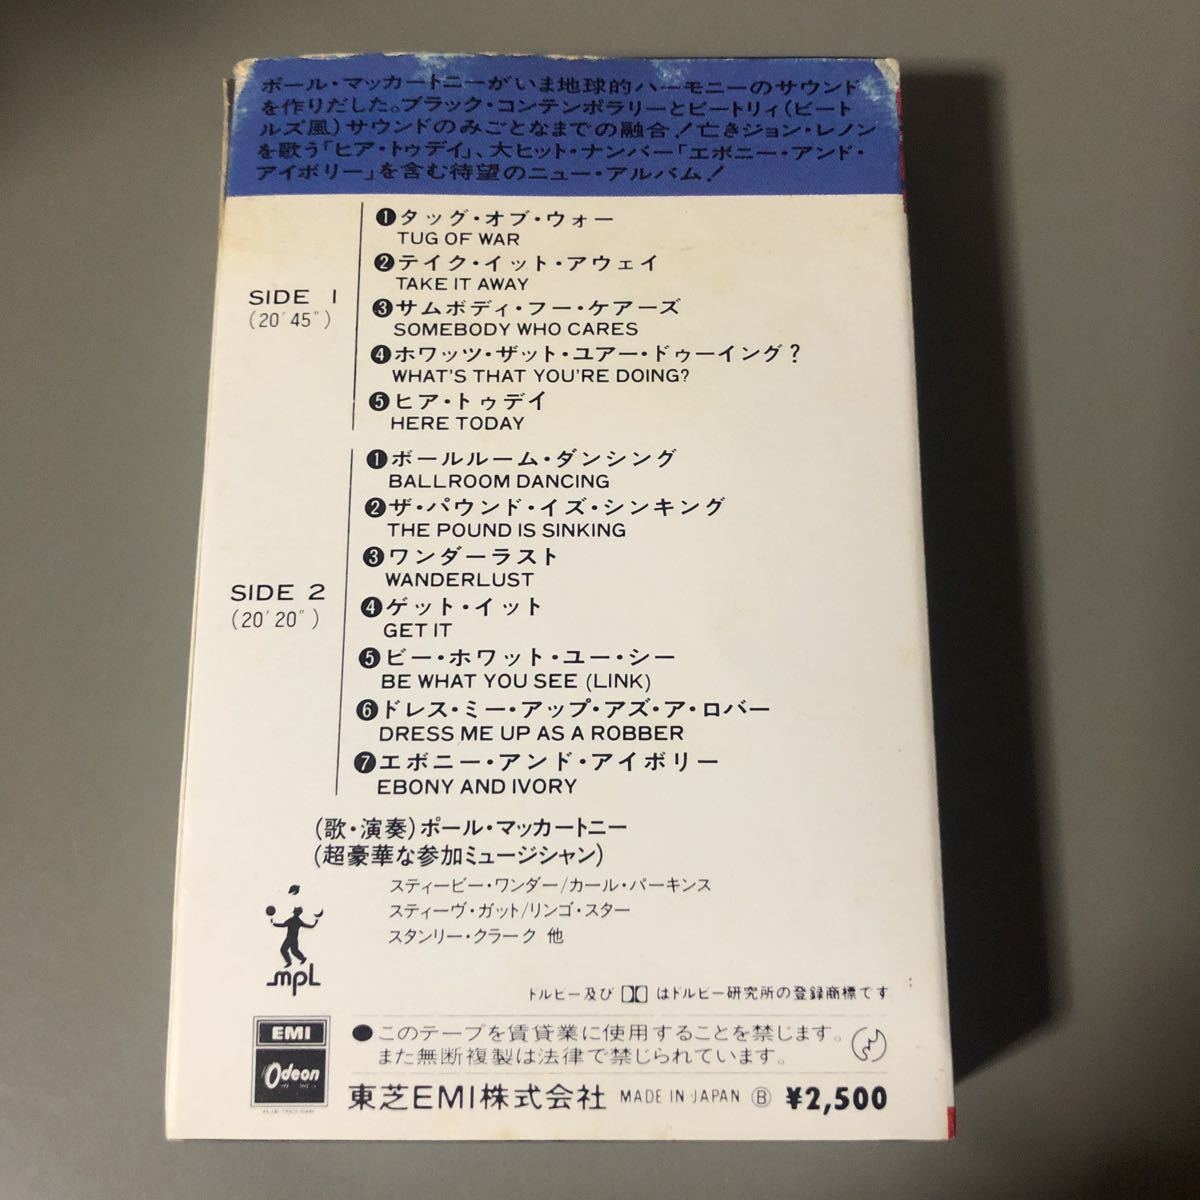 ポール・マッカートニーがいま地球的ハーモニーのサウンド
を作りだした。ブラック・コンテンポラリーとビートリィ(ビート
ルズ風)サウンドのみごとなまでの融合!亡きジョン・レノン
を歌う「ヒア・トゥデイ」、大ヒット・ナンバー「エボニー・アンド・
アイボリー」を含む待望のニュー・アルバム!
SIDE 1
(20′45″)
❶タッグ・オブ・ウォー
TUG OF WAR
❷テイク・イット・アウェイ
TAKE IT AWAY
❸サムボディ・フー・ケアーズ
SOMEBODY WHO CARES
❹ホワッツ・ザット・ユアー・ドゥーイング?
WHAT'S THAT YOU'RE DOING?
❺ヒア・トゥデイ
HERE TODAY
SIDE 2
(20′20″)
❶ボールルーム・ダンシング
BALLROOM DANCING
❷ザ・パウンド・イズ・シンキング
THE POUND IS SINKING
❸ワンダーラスト
WANDERLUST
❹ゲット・イット
GET IT
❺ビー・ホワット・ユー・シー
BE WHAT YOU SEE (LINK)
❻ドレス・ミー・アップ・アズ・ア・ロバー
DRESS ME UP AS A ROBBER
❼エボニー・アンド・アイボリー
EBONY AND IVORY
(歌・演奏)ポール・マッカートニー
(超豪華な参加ミュージシャン)
スティービー・ワンダー/カール・パーキンス
スティーヴ・ガット/リンゴ・スター
スタンリー・クラーク 他
mpL
ドルビー及び はドルビー研究所の登録商標です
EMI
Odeon
●このテープを賃貸業に使用することを禁じます。
また無断複製は法律で禁じられています。
東芝EMI株式会社 MADE IN JAPAN Ⓑ ¥2,500